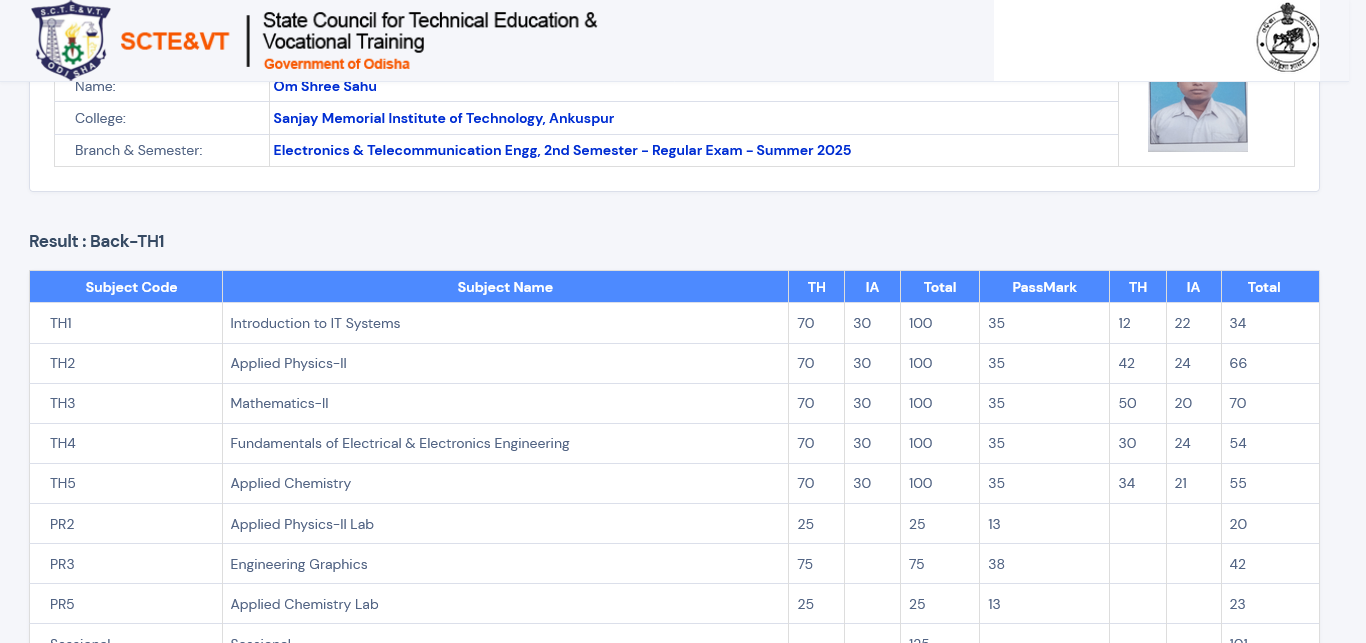 S.C.T.E.&V.T.
ODISHA
SCTE&VT
State Council for Technical Education &
Vocational Training
Government of Odisha
Name: Om Shree Sahu
College: Sanjay Memorial Institute of Technology, Ankuspur
Branch & Semester: Electronics & Telecommunication Engg, 2nd Semester - Regular Exam - Summer 2025
Result : Back-TH1
Subject Code Subject Name TH IA Total PassMark TH IA Total
TH1 Introduction to IT Systems 70 30 100 35 12 22 34
TH2 Applied Physics-II 70 30 100 35 42 24 66
TH3 Mathematics-II 70 30 100 35 50 20 70
TH4 Fundamentals of Electrical & Electronics Engineering 70 30 100 35 30 24 54
TH5 Applied Chemistry 70 30 100 35 34 21 55
PR2 Applied Physics-II Lab 25 25 13 20
PR3 Engineering Graphics 75 75 38 42
PR5 Applied Chemistry Lab 25 25 13 23
Sessional Sessional 125 101